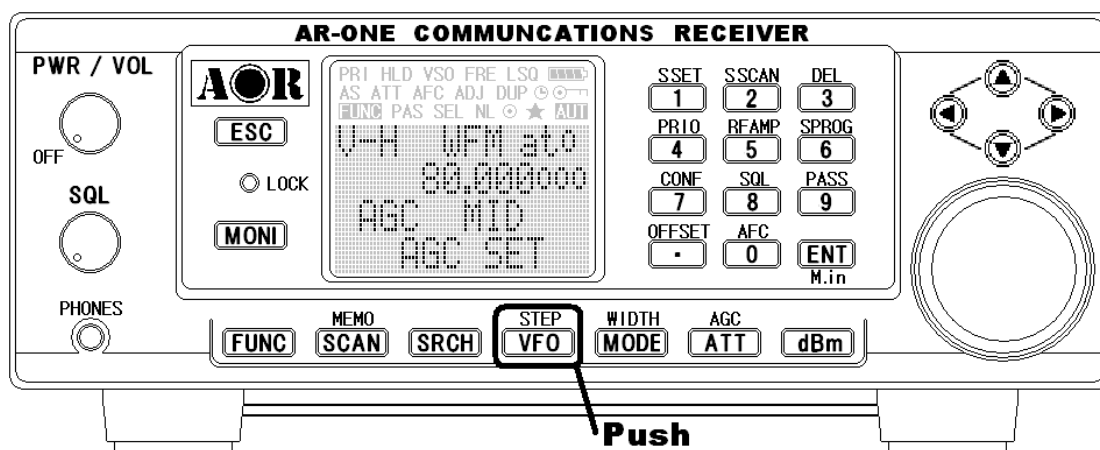 AR-ONE COMMUNCATIONS RECEIVER
PWR / VOL
OFF
SQL
PHONES
AOR
ESC
LOCK
MONI
PRI HLD VSO FRE LSQ
AS ATT AFC ADJ DUP
FUNC PAS SEL NL ★ AUT
V-H WFM ato
80.000000
AGC MID
AGC SET
SSET SSCAN DEL
1 2 3
PRIO RFAMP SPROG
4 5 6
CONF SQL PASS
7 8 9
OFFSET AFC
. 0 ENT
M.in
MEMO STEP WIDTH AGC
FUNC SCAN SRCH VFO MODE ATT dBm
Push